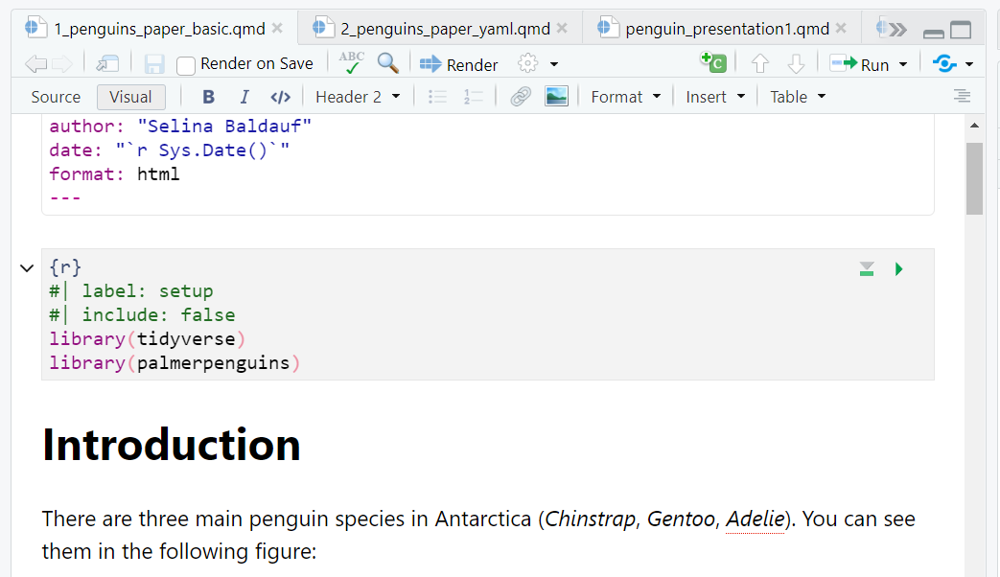 1_penguins_paper_basic.qmd 2_penguins_paper_yaml.qmd penguin_presentation1.qmd
Render on Save ABC Render C Run
Source Visual B I </> Header 2 Format Insert Table
author: "Selina Baldauf"
date: "`r Sys.Date()`"
format: html
---
{r}
#| label: setup
#| include: false
library(tidyverse)
library(palmerpenguins)
Introduction
There are three main penguin species in Antarctica (Chinstrap, Gentoo, Adelie). You can see
them in the following figure: